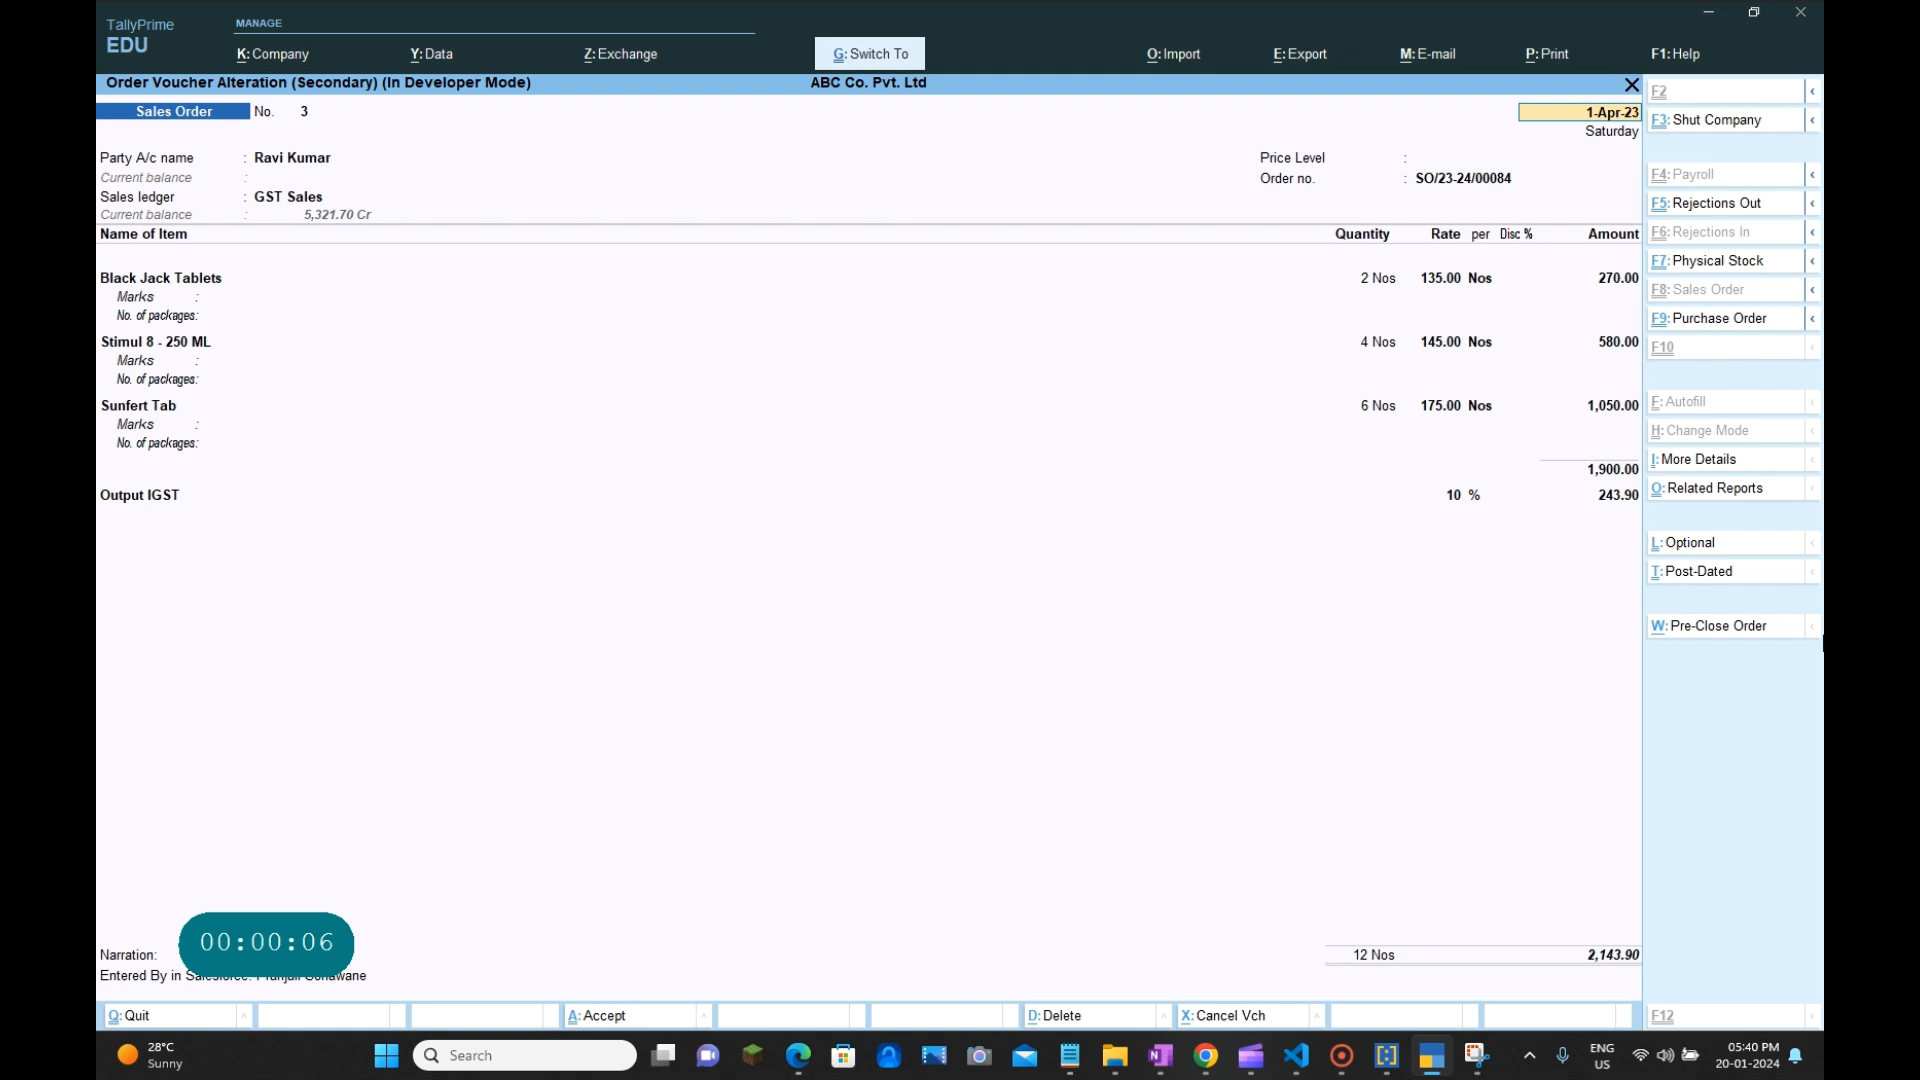 TallyPrime
EDU
MANAGE
K: Company
Y: Data
Z: Exchange
G: Switch To
O: Import
E: Export
M: E-mail
P: Print
F1: Help
Order Voucher Alteration (Secondary) (In Developer Mode)
ABC Co. Pvt. Ltd
Sales Order No. 3
1-Apr-23
Saturday
Party A/c name : Ravi Kumar
Price Level :
Current balance :
Order no. : SO/23-24/00084
Sales ledger : GST Sales
Current balance : 5,321.70 Cr
Name of Item Quantity Rate per Disc % Amount
Black Jack Tablets 2 Nos 135.00 Nos 270.00
Marks :
No. of packages:
Stimul 8 - 250 ML 4 Nos 145.00 Nos 580.00
Marks :
No. of packages:
Sunfert Tab 6 Nos 175.00 Nos 1,050.00
Marks :
No. of packages:
1,900.00
Output IGST 10 % 243.90
00:00:06
Narration: 12 Nos 2,143.90
Entered By in
F2
F3: Shut Company
F4: Payroll
F5: Rejections Out
F6: Rejections In
F7: Physical Stock
F8: Sales Order
F9: Purchase Order
F10
F: Autofill
H: Change Mode
I: More Details
O: Related Reports
L: Optional
T: Post-Dated
W: Pre-Close Order
F12
Q: Quit
A: Accept
D: Delete
X: Cancel Vch
28°C
Sunny
Search
ENG
US
05:40 PM
20-01-2024